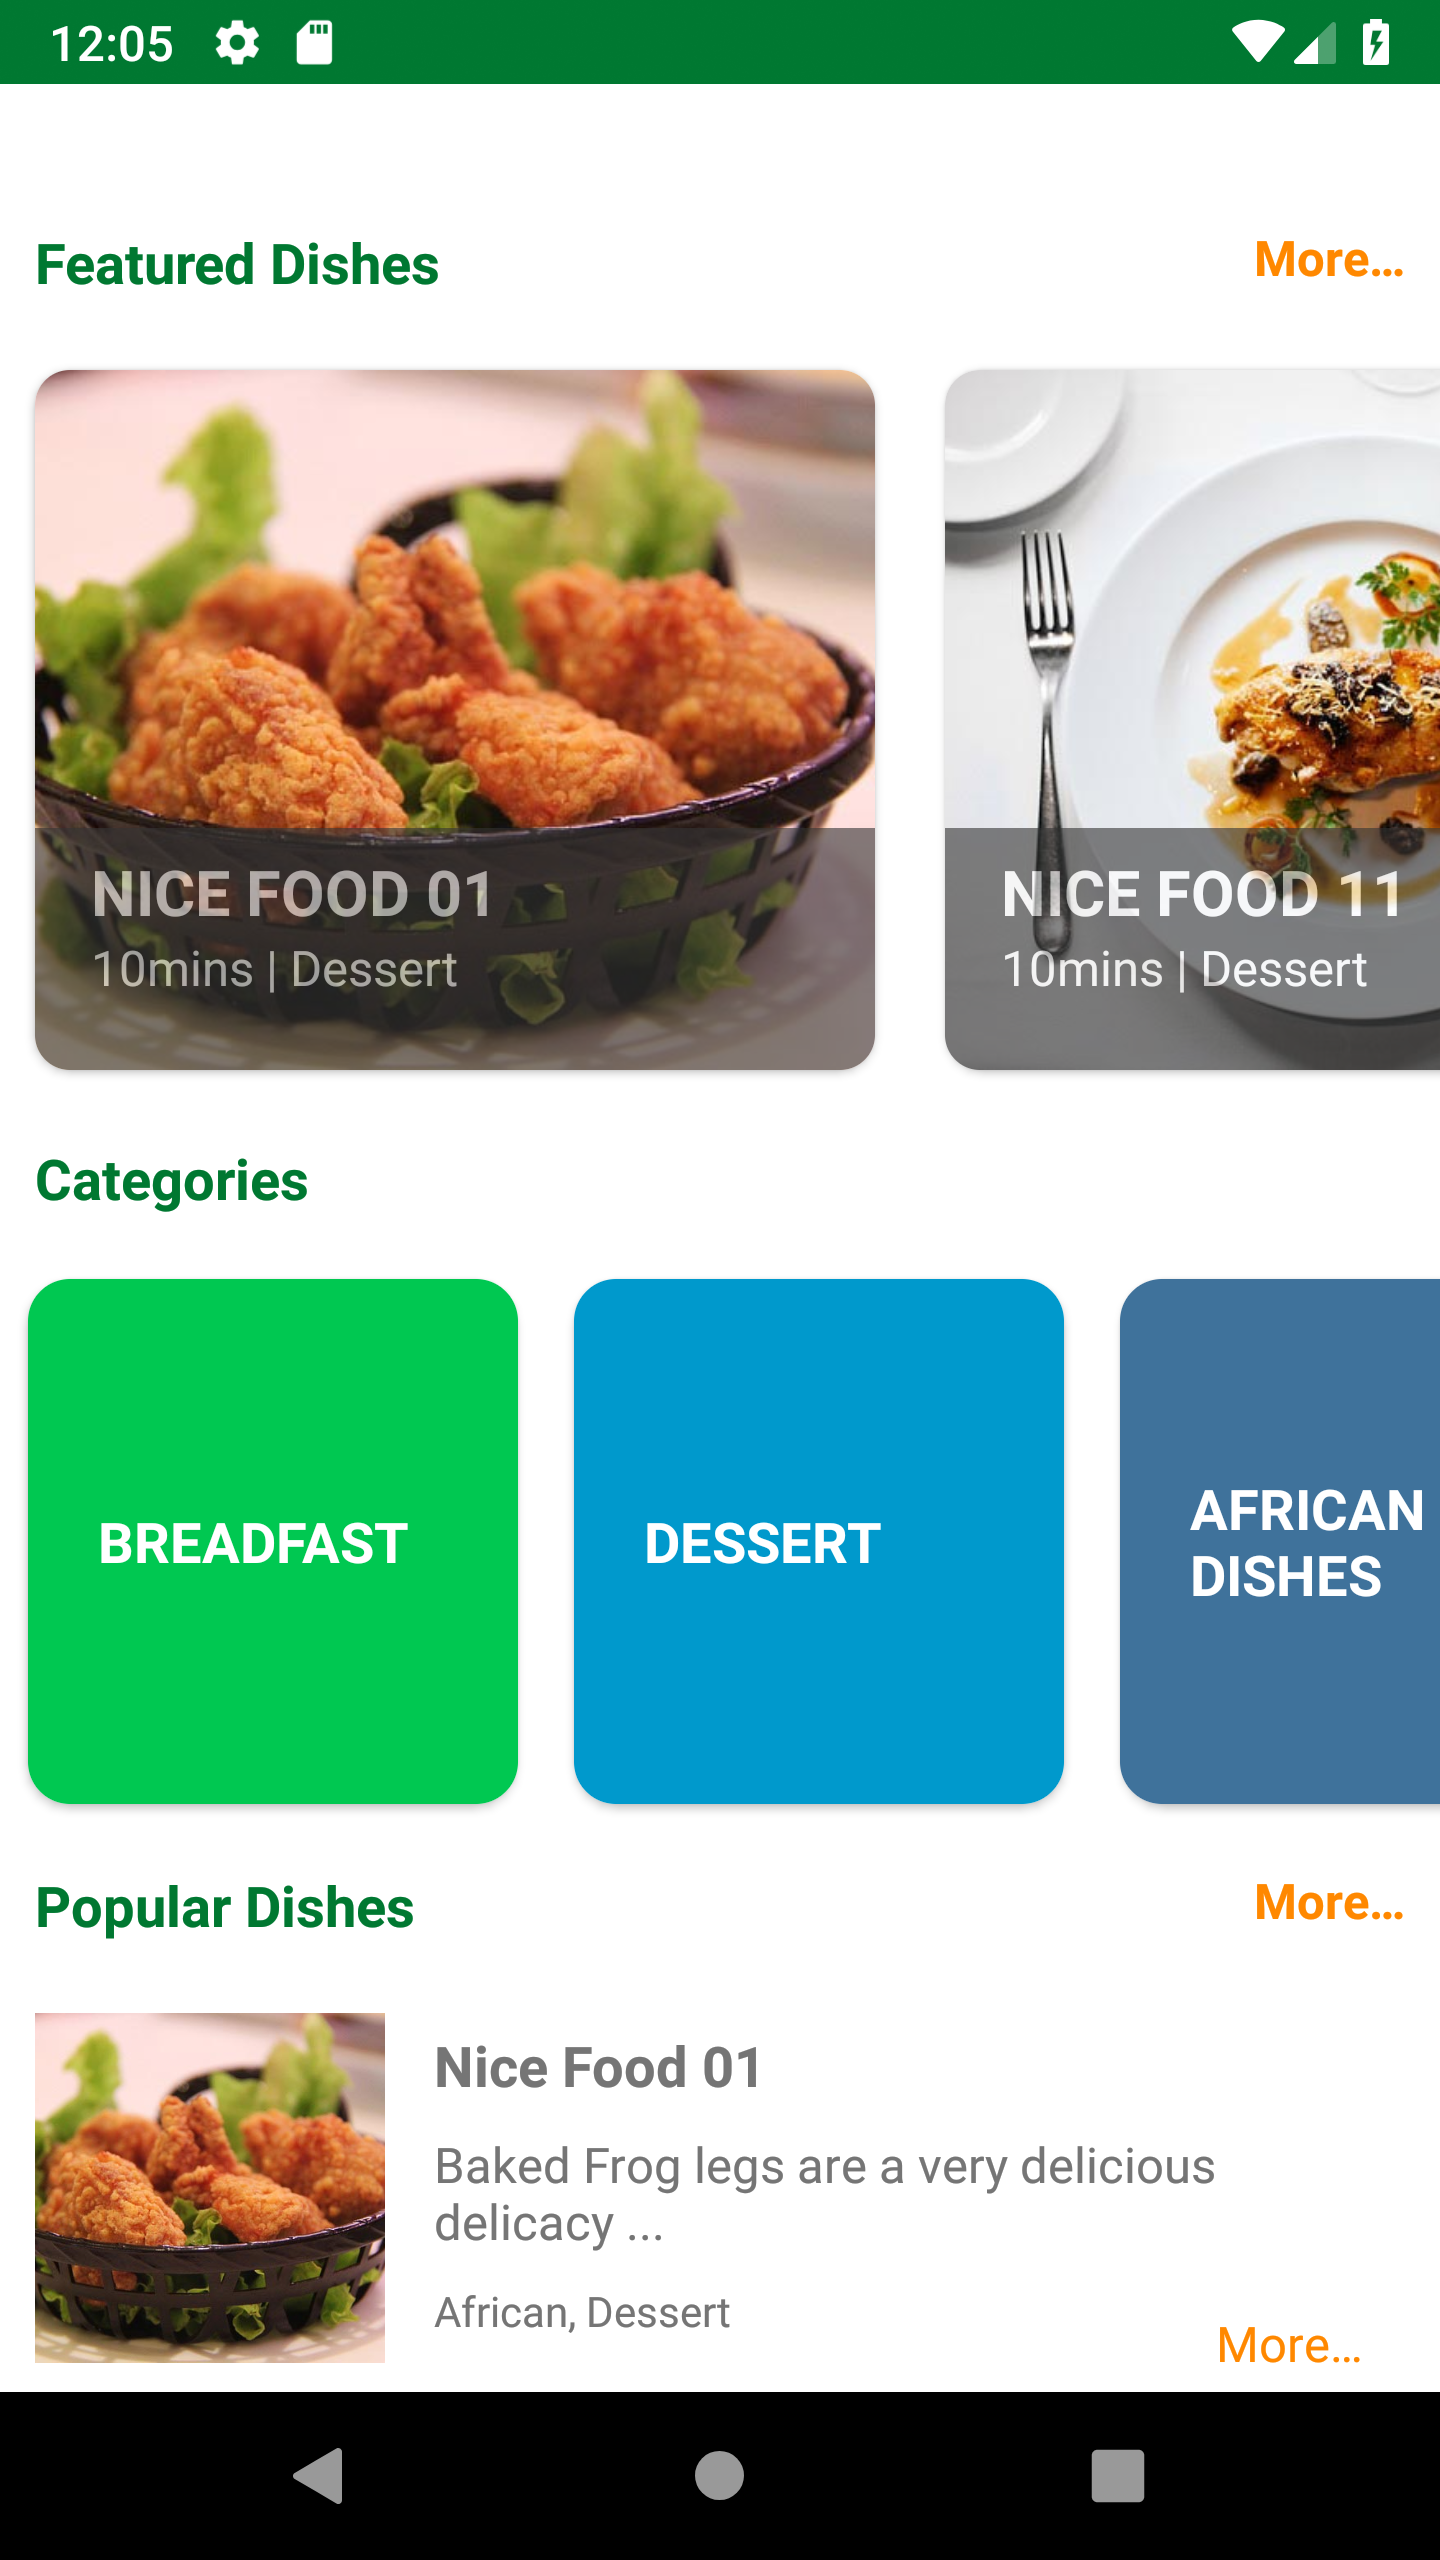 12:05
Featured Dishes
More...
NICE FOOD 01
10mins | Dessert
NICE FOOD 11
10mins | Dessert
Categories
BREADFAST
DESSERT
AFRICAN
DISHES
Popular Dishes
More...
Nice Food 01
Baked Frog legs are a very delicious
delicacy ...
African, Dessert
More...